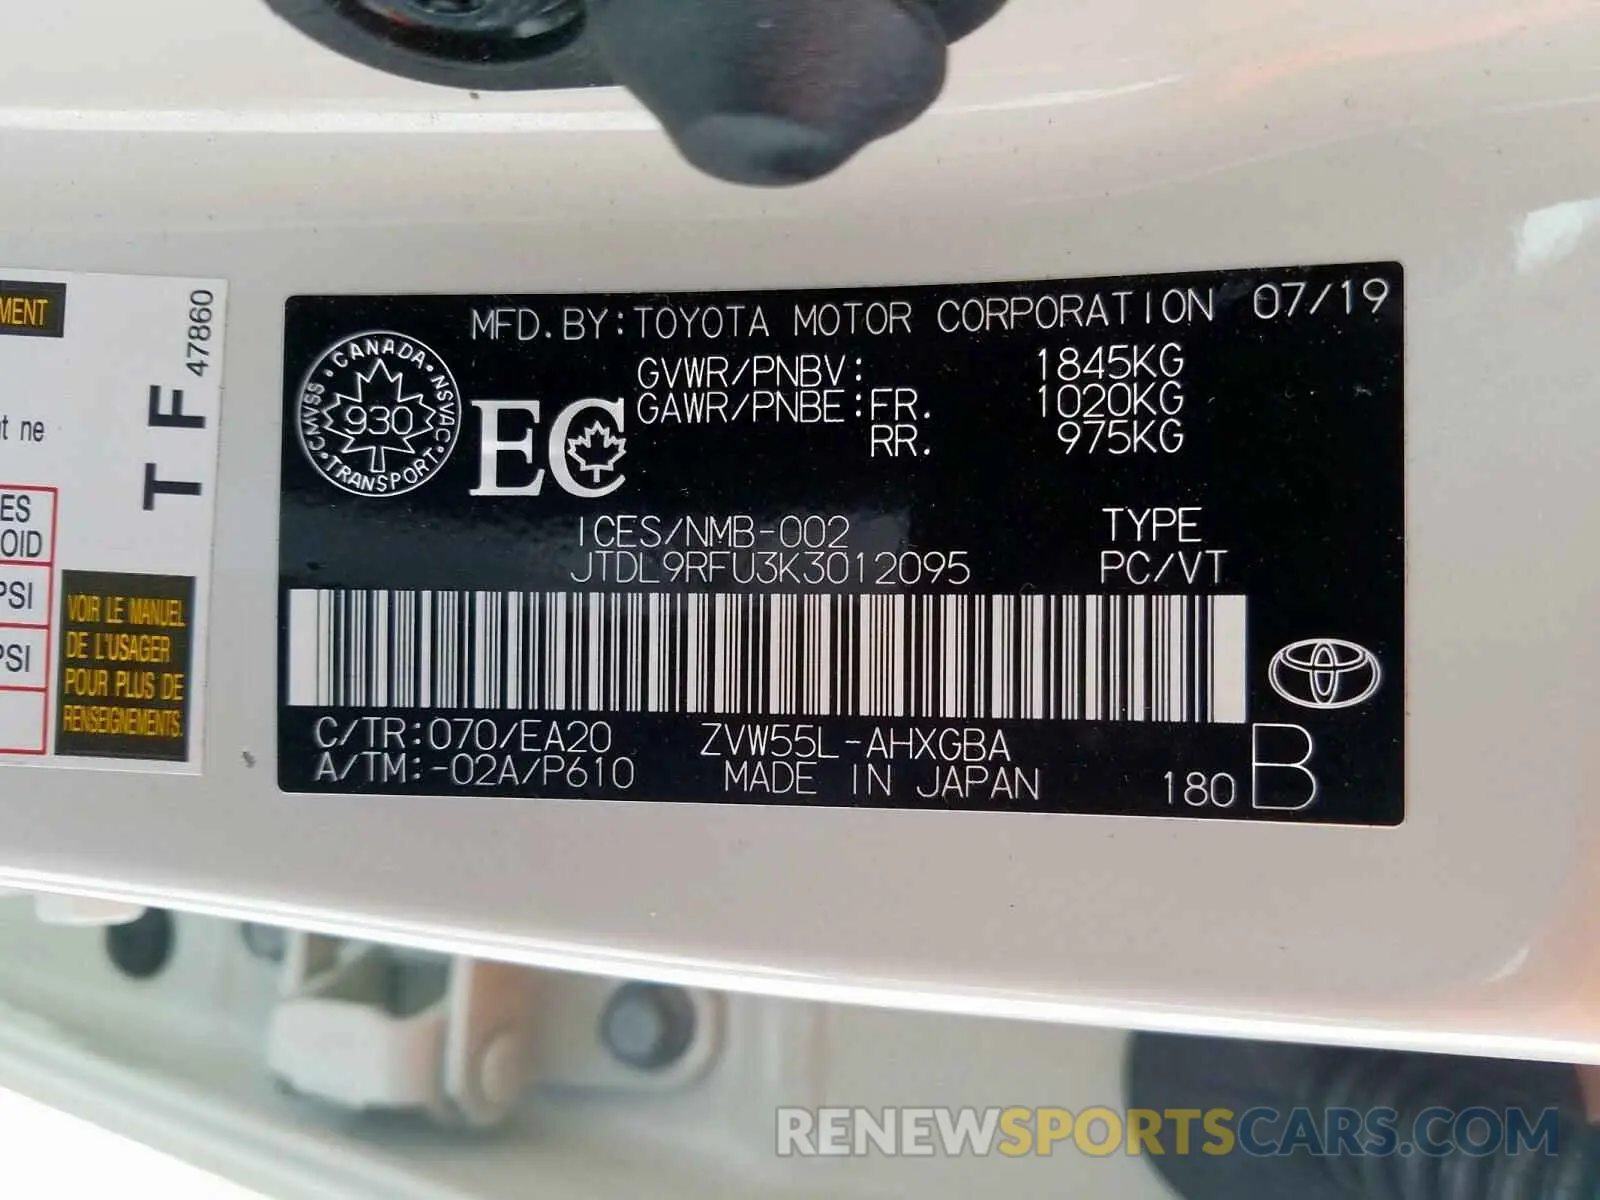 MENT
47860
T F
t ne
ES
OID
PSI
PSI
VOIR LE MANUEL
DE L'USAGER
POUR PLUS DE
RENSEIGNEMENTS.
MFD.BY:TOYOTA MOTOR CORPORATION 07/19
GVWR/PNBV: 1845KG
GAWR/PNBE:FR. 1020KG
RR. 975KG
CANADA·NSVAC·TRANSPORT·CMVSS·
930
EC
ICES/NMB-002 TYPE
JTDL9RFU3K3012095 PC/VT
C/TR:070/EA20 ZVW55L-AHXGBA
A/TM:-02A/P610 MADE IN JAPAN 180 B
RENEWSPORTSCARS.COM